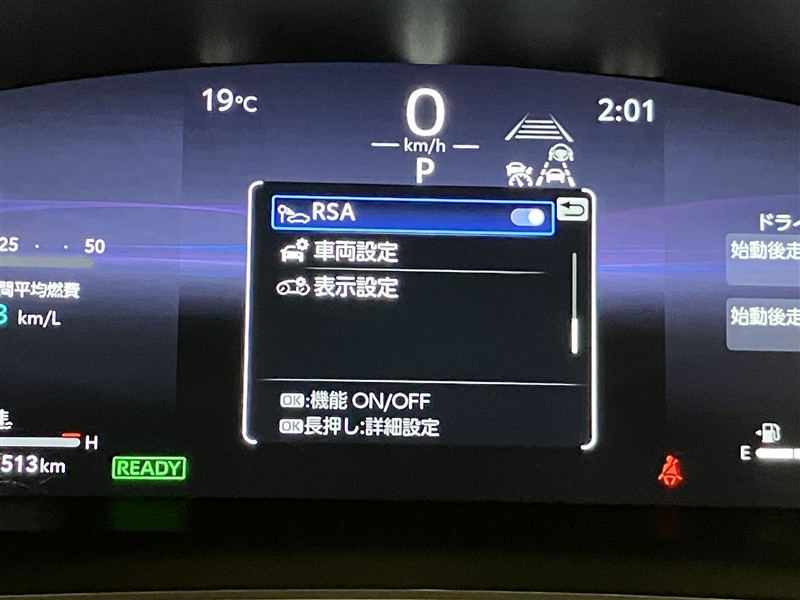 19°C
0
km/h
P
2:01
RSA
車両設定
表示設定
OK:機能 ON/OFF
OK長押し:詳細設定
25
50
間平均燃費
km/L
H
513km
READY
ドライ
始動後走
始動後走
E